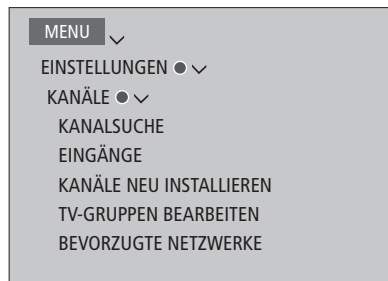 MENU
EINSTELLUNGEN
KANÄLE
KANALSUCHE
EINGÄNGE
KANÄLE NEU INSTALLIEREN
TV-GRUPPEN BEARBEITEN
BEVORZUGTE NETZWERKE